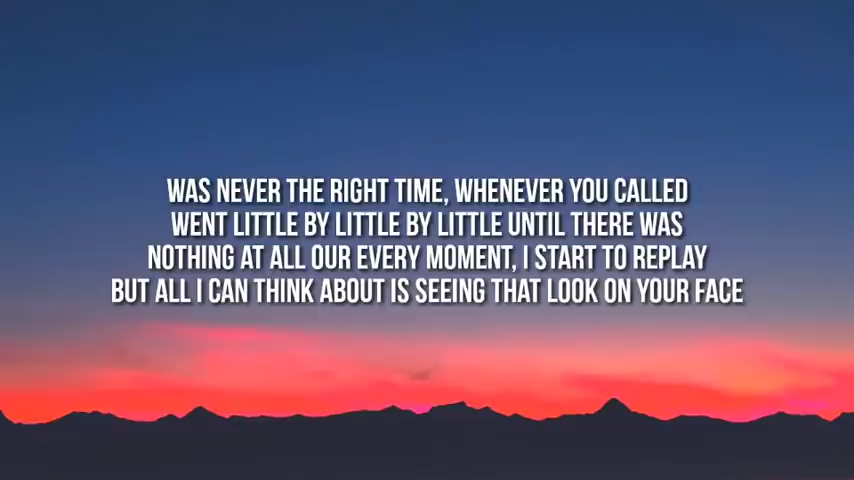 WAS NEVER THE RIGHT TIME, WHENEVER YOU CALLED
WENT LITTLE BY LITTLE BY LITTLE UNTIL THERE WAS
NOTHING AT ALL OUR EVERY MOMENT, I START TO REPLAY
BUT ALL I CAN THINK ABOUT IS SEEING THAT LOOK ON YOUR FACE